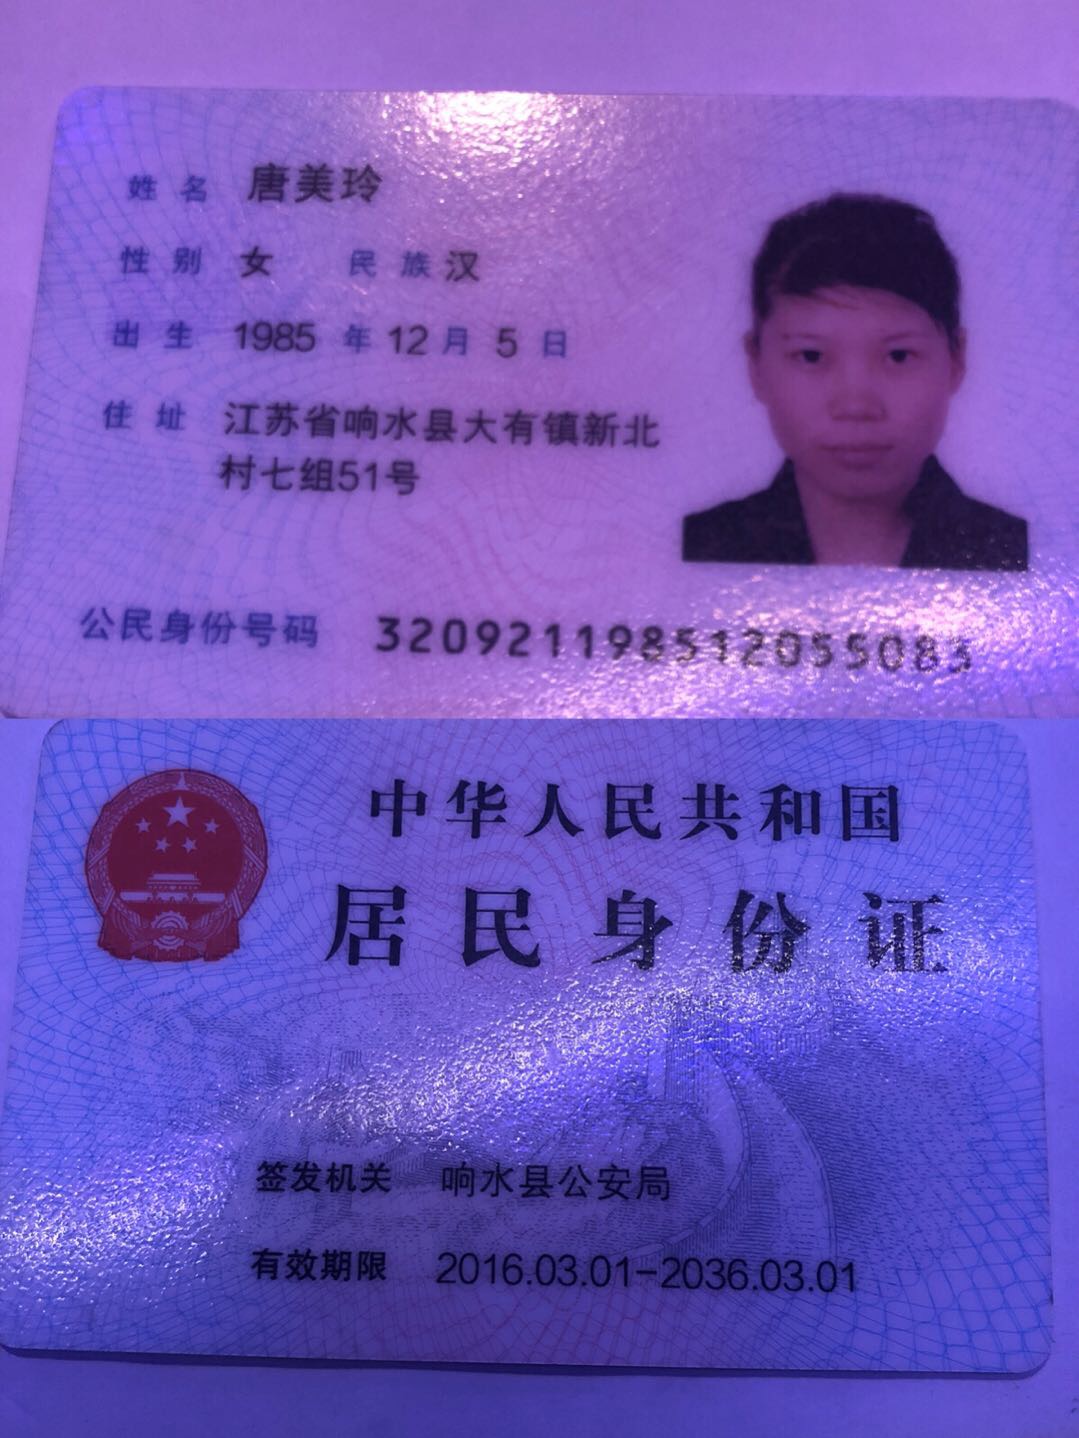 姓名 唐美玲
性别 女 民族 汉
出生 1985 年 12 月 5 日
住址 江苏省响水县大有镇新北
村七组51号
公民身份号码 320921198512055083
中华人民共和国
居民身份证
签发机关 响水县公安局
有效期限 2016.03.01-2036.03.01